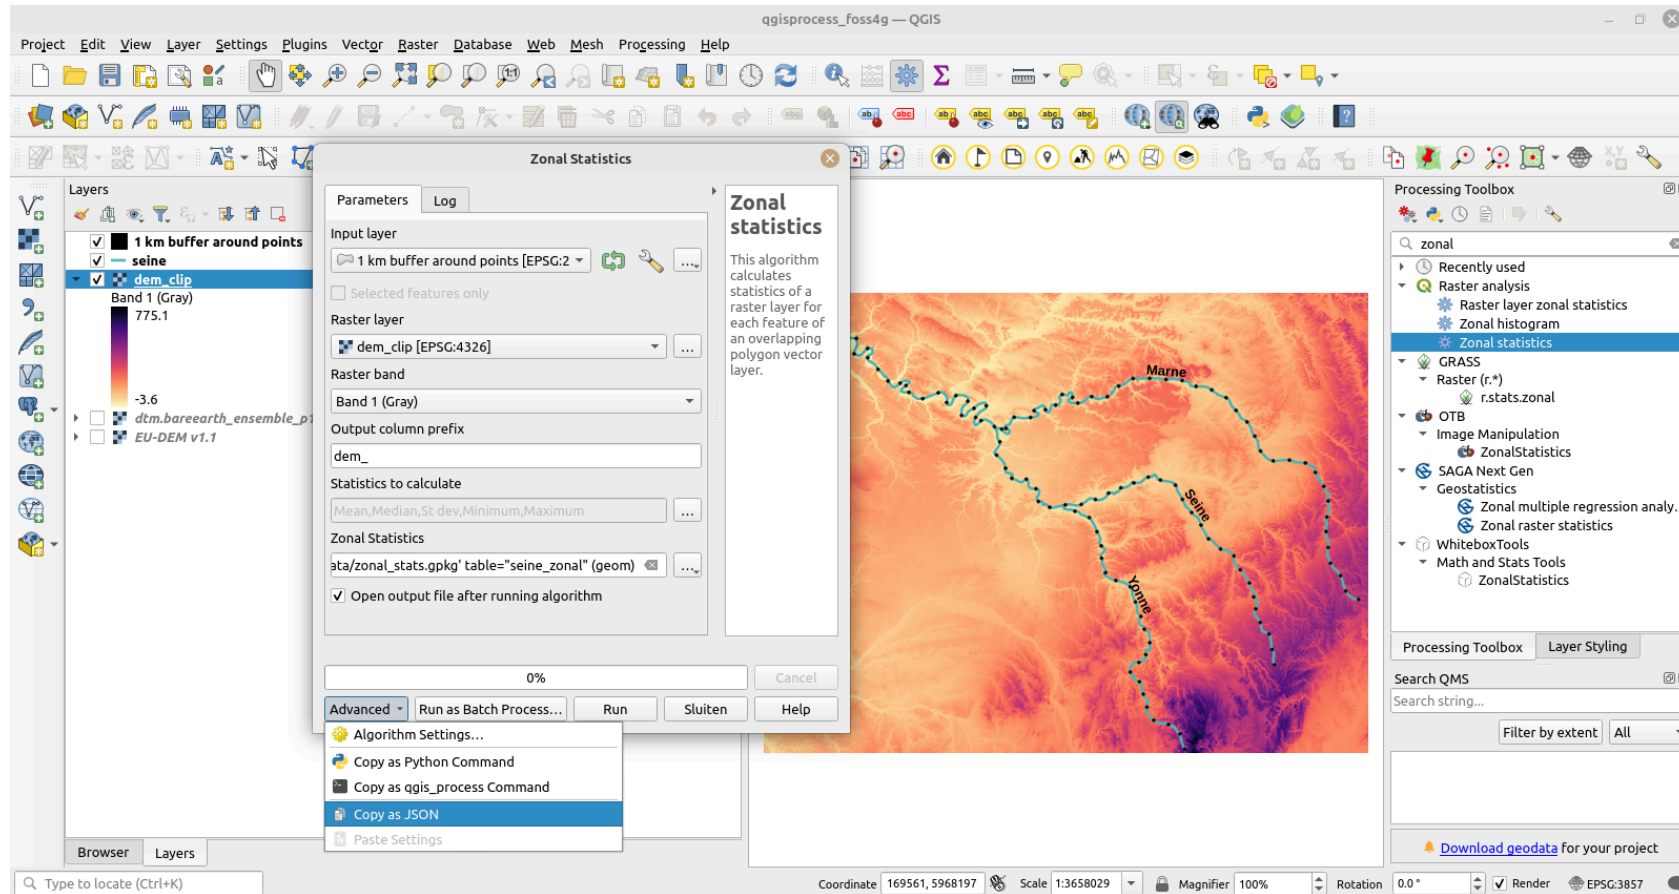 qgisprocess_foss4g — QGIS
Project Edit View Layer Settings Plugins Vector Raster Database Web Mesh Processing Help
Layers
1 km buffer around points
seine
dem_clip
Band 1 (Gray)
775.1
-3.6
dtm.bareearth_ensemble_p1
EU-DEM v1.1
Browser
Layers
Zonal Statistics
Parameters
Log
Input layer
1 km buffer around points [EPSG:2
Selected features only
Raster layer
dem_clip [EPSG:4326]
Raster band
Band 1 (Gray)
Output column prefix
dem_
Statistics to calculate
Mean,Median,St dev,Minimum,Maximum
Zonal Statistics
ata/zonal_stats.gpkg' table="seine_zonal" (geom)
Open output file after running algorithm
Zonal
statistics
This algorithm
calculates
statistics of a
raster layer for
each feature of
an overlapping
polygon vector
layer.
0%
Cancel
Advanced
Run as Batch Process...
Run
Sluiten
Help
Algorithm Settings...
Copy as Python Command
Copy as qgis_process Command
Copy as JSON
Paste Settings
Marne
Seine
Yonne
Processing Toolbox
zonal
Recently used
Raster analysis
Raster layer zonal statistics
Zonal histogram
Zonal statistics
GRASS
Raster (r.*)
r.stats.zonal
OTB
Image Manipulation
ZonalStatistics
SAGA Next Gen
Geostatistics
Zonal multiple regression analy...
Zonal raster statistics
WhiteboxTools
Math and Stats Tools
ZonalStatistics
Processing Toolbox
Layer Styling
Search QMS
Search string...
Filter by extent
All
Download geodata for your project
Type to locate (Ctrl+K)
Coordinate 169561, 5968197
Scale 1:3658029
Magnifier 100%
Rotation 0.0 °
Render
EPSG:3857